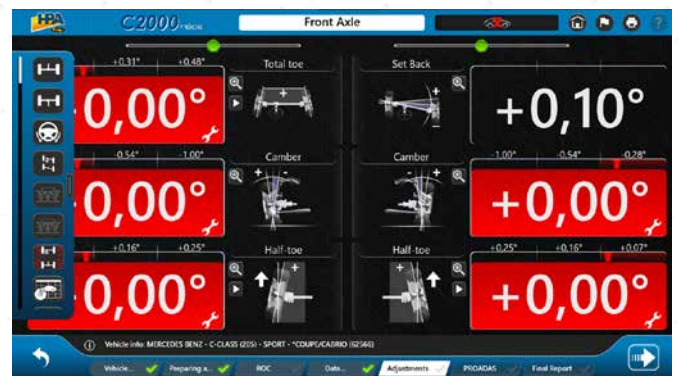 HPA C2000 Front Axle ?
+0,31° +0,48° Total toe Set Back
0,00° + + - +0,10°
-0.54° -1.00° Camber Camber -1.00° -0.54° -0.28°
0,00° + - - + +0,00°
+0,16° +0,25° Half-toe Half-toe +0,25° +0,16° +0,07°
0,00° + + +0,00°
Vehicle info: MERCEDES BENZ - C-CLASS (205) - SPORT - *COUPE/CABRIO (62566)
Vehicle... Preparing a... ROC Data... Adjustments PROADAS Final Report